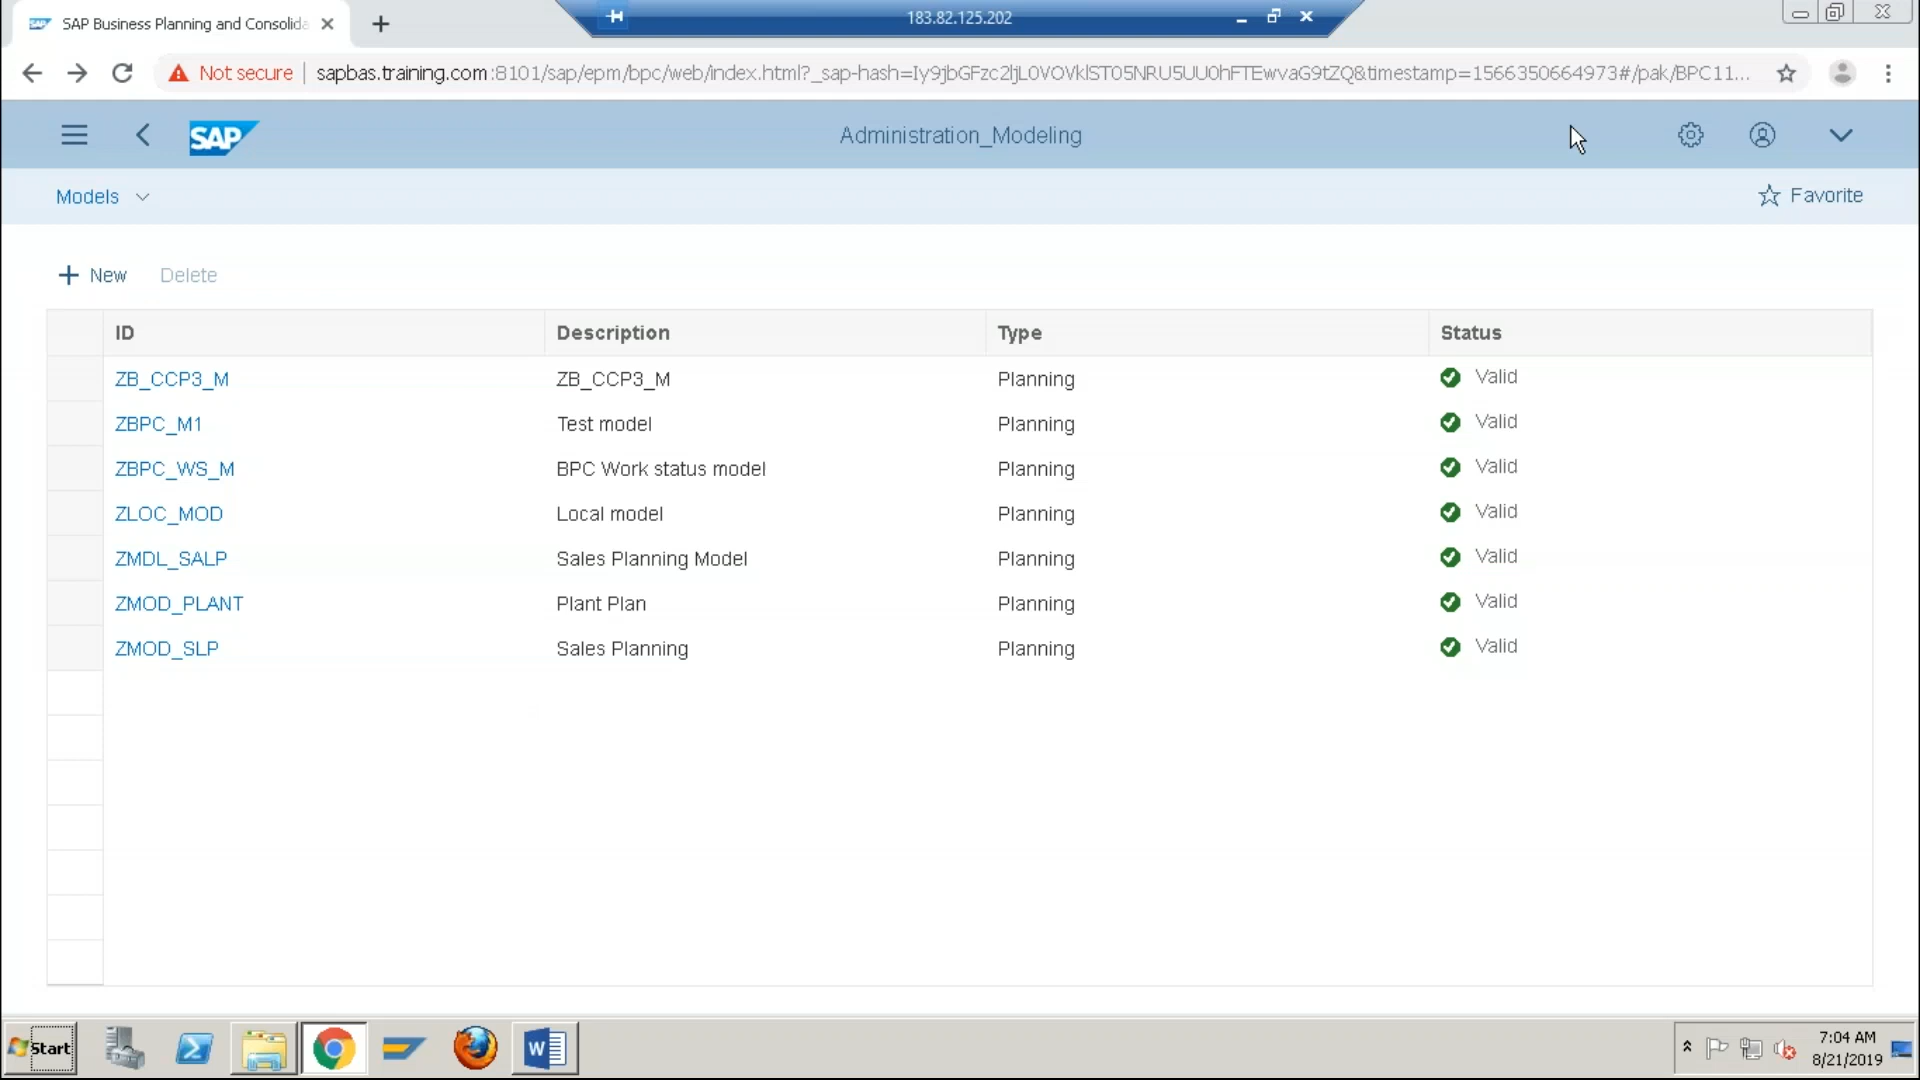 SAP Business Planning and Consolida
183.82.125.202
Not secure
sapbas.training.com:8101/sap/epm/bpc/web/index.html?_sap-hash=Iy9jbGFzc2ljL0VOVklST05NRU5UU0hFTEwvaG9tZQ&timestamp=1566350664973#/pak/BPC11...
SAP
Administration_Modeling
Models
Favorite
New Delete
ID Description Type Status
ZB_CCP3_M ZB_CCP3_M Planning Valid
ZBPC_M1 Test model Planning Valid
ZBPC_WS_M BPC Work status model Planning Valid
ZLOC_MOD Local model Planning Valid
ZMDL_SALP Sales Planning Model Planning Valid
ZMOD_PLANT Plant Plan Planning Valid
ZMOD_SLP Sales Planning Planning Valid
Start
7:04 AM
8/21/2019